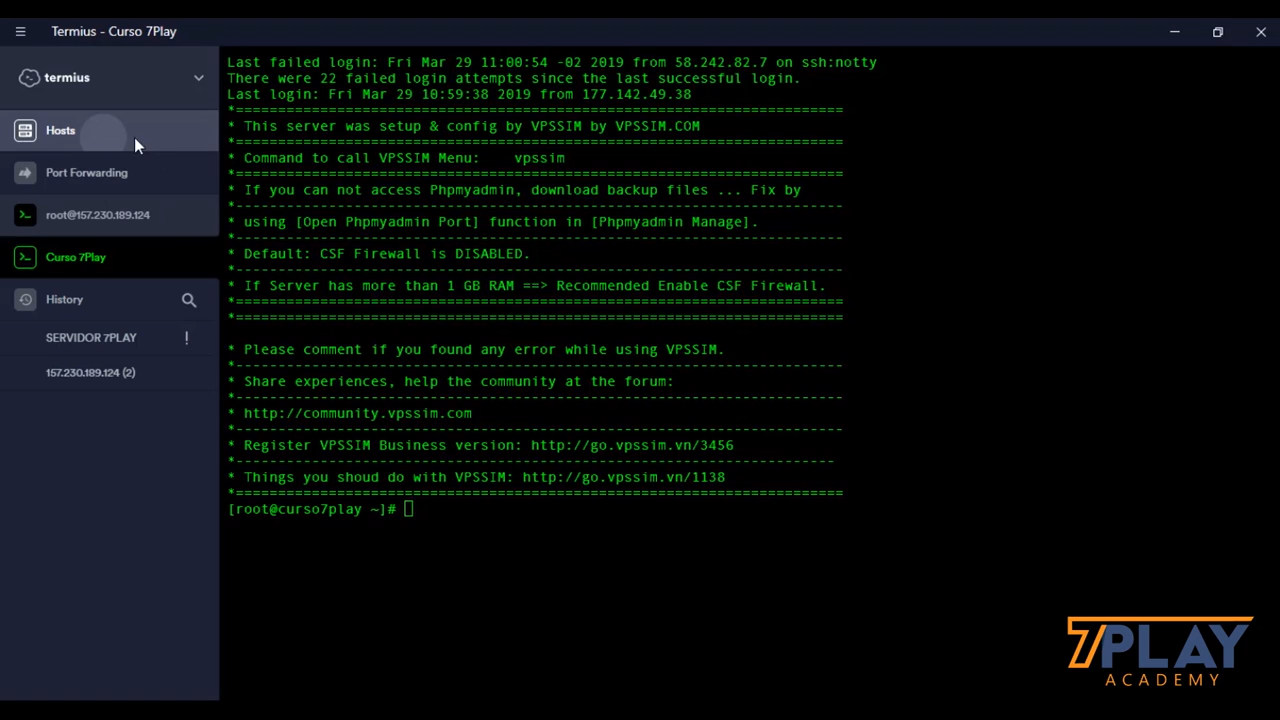 Termius - Curso 7Play
termius
Hosts
Port Forwarding
root@157.230.189.124
Curso 7Play
History
SERVIDOR 7PLAY !
157.230.189.124 (2)
Last failed login: Fri Mar 29 11:00:54 -02 2019 from 58.242.82.7 on ssh:notty
There were 22 failed login attempts since the last successful login.
Last login: Fri Mar 29 10:59:38 2019 from 177.142.49.38
*========================================================================
* This server was setup & config by VPSSIM by VPSSIM.COM
*========================================================================
* Command to call VPSSIM Menu:    vpssim
*========================================================================
* If you can not access Phpmyadmin, download backup files ... Fix by
*------------------------------------------------------------------------
* using [Open Phpmyadmin Port] function in [Phpmyadmin Manage].
*------------------------------------------------------------------------
* Default: CSF Firewall is DISABLED.
*------------------------------------------------------------------------
* If Server has more than 1 GB RAM ==> Recommended Enable CSF Firewall.
*========================================================================
*========================================================================
* Please comment if you found any error while using VPSSIM.
*------------------------------------------------------------------------
* Share experiences, help the community at the forum:
*------------------------------------------------------------------------
* http://community.vpssim.com
*------------------------------------------------------------------------
* Register VPSSIM Business version: http://go.vpssim.vn/3456
*-----------------------------------------------------------------------
* Things you shoud do with VPSSIM: http://go.vpssim.vn/1138
*========================================================================
[root@curso7play ~]#
7PLAY
ACADEMY